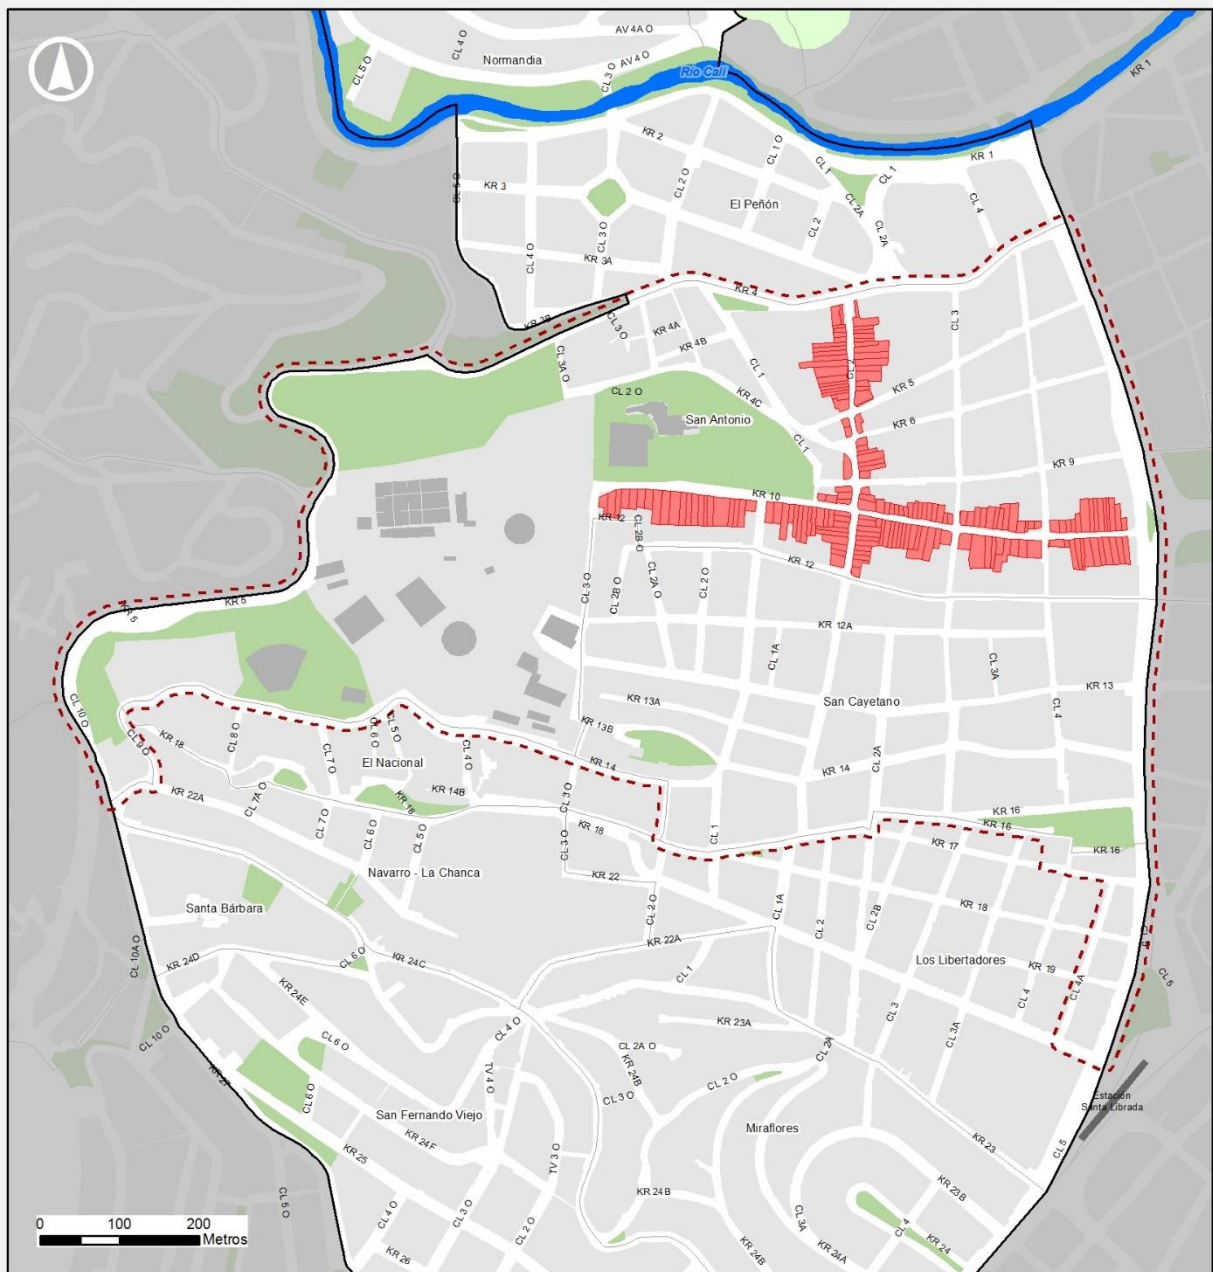 AV 4A O
CL 4 O
Normandia
CL 5 O
CL 3 O
AV 4 O
Río Cali
KR 1
KR 2
CL 1 O
CL 1
CL 1
KR 1
CL 5 O
KR 3
CL 2 O
El Peñón
CL 2A
CL 4
CL 2
CL 2A
CL 3 O
CL 4 O
KR 3A
KR 4
KR 3B
CL 3 O
KR 4A
KR 4B
CL 3
CL 3A O
CL 1
CL 2
KR 5
CL 2 O
KR 4C
San Antonio
KR 6
CL 1
KR 9
KR 10
KR 12
CL 2B O
KR 12
CL 3 O
CL 2B O
CL 2A O
CL 2 O
KR 5
KR 5
KR 12A
CL 1A
CL 3A
KR 13
CL 10 O
KR 13A
San Cayetano
CL 4
KR 13B
CL 9 O
KR 18
CL 8 O
CL 7 O
CL 6 O
CL 5 O
El Nacional
CL 4 O
KR 14
CL 2A
KR 14
KR 22A
CL 7A O
KR 18
KR 14B
CL 3 O
KR 16
KR 16
CL 7 O
CL 6 O
CL 5 O
KR 18
CL 3 O
CL 1
KR 17
KR 16
Navarro - La Chanca
KR 22
Santa Bárbara
CL 2 O
CL 1A
CL 2
CL 2B
KR 18
CL 10A O
KR 24D
CL 6 O
KR 24C
KR 22A
CL 1
Los Libertadores
KR 19
CL 4A
CL 5
CL 5
KR 24E
CL 4
CL 3
CL 3A
CL 10 O
CL 6 O
CL 4 O
KR 23A
CL 2A O
CL 2A
KR 27
CL 6 O
TV 4 O
KR 24B
CL 3 O
CL 2 O
Estación
Santa Librada
San Fernando Viejo
Miraflores
KR 24F
KR 25
TV 3 O
KR 23
CL 5
CL 5 O
CL 4 O
CL 3 O
CL 2 O
KR 24B
KR 23B
CL 3A
CL 4
KR 24
KR 26
KR 24B
KR 24A
0 100 200
Metros